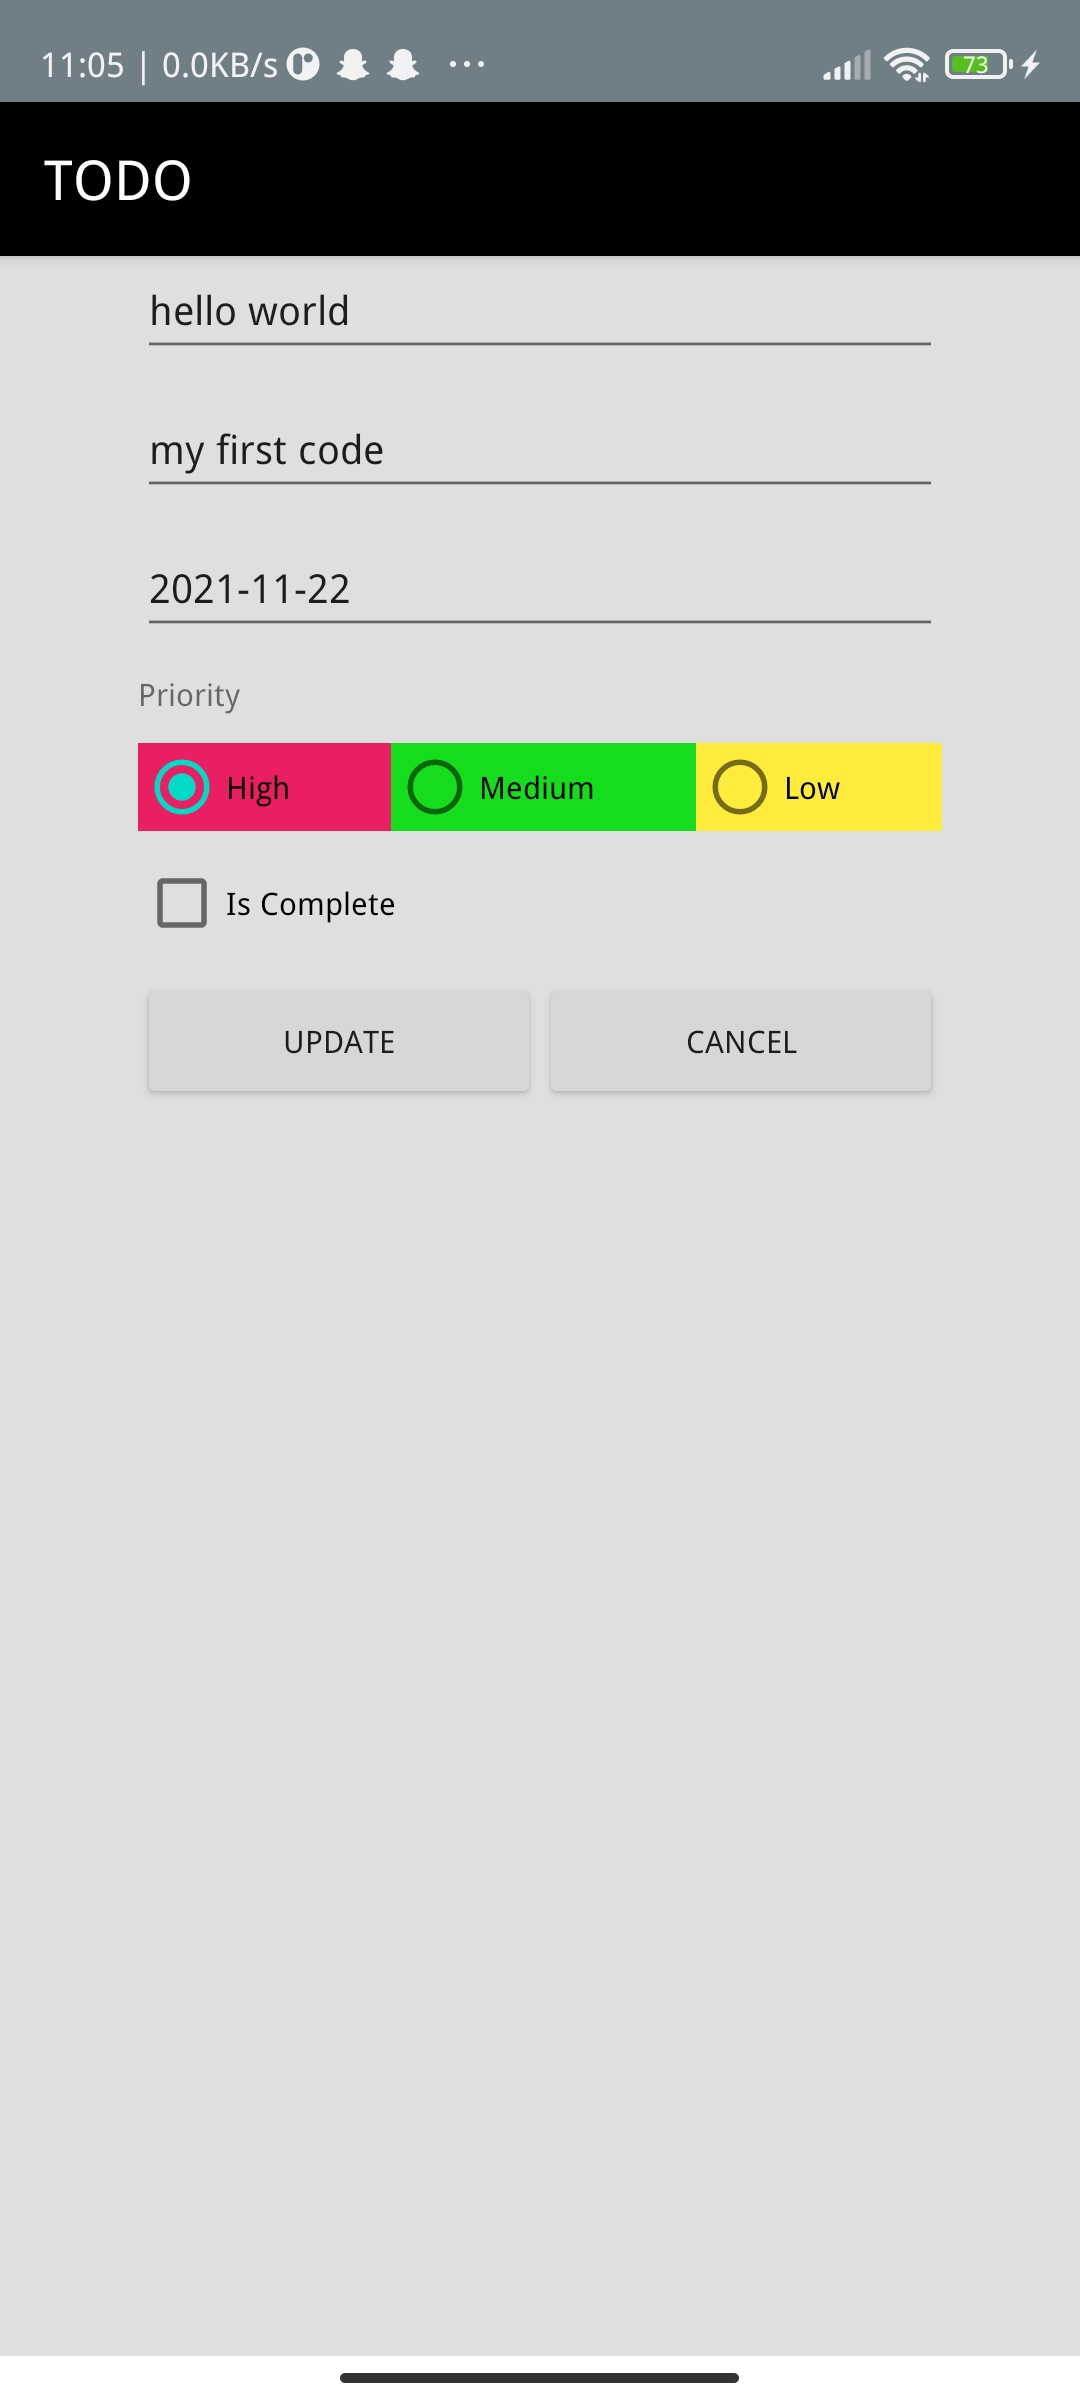 11:05 | 0.0KB/s ... 73
TODO
hello world
my first code
2021-11-22
Priority
High Medium Low
Is Complete
UPDATE CANCEL